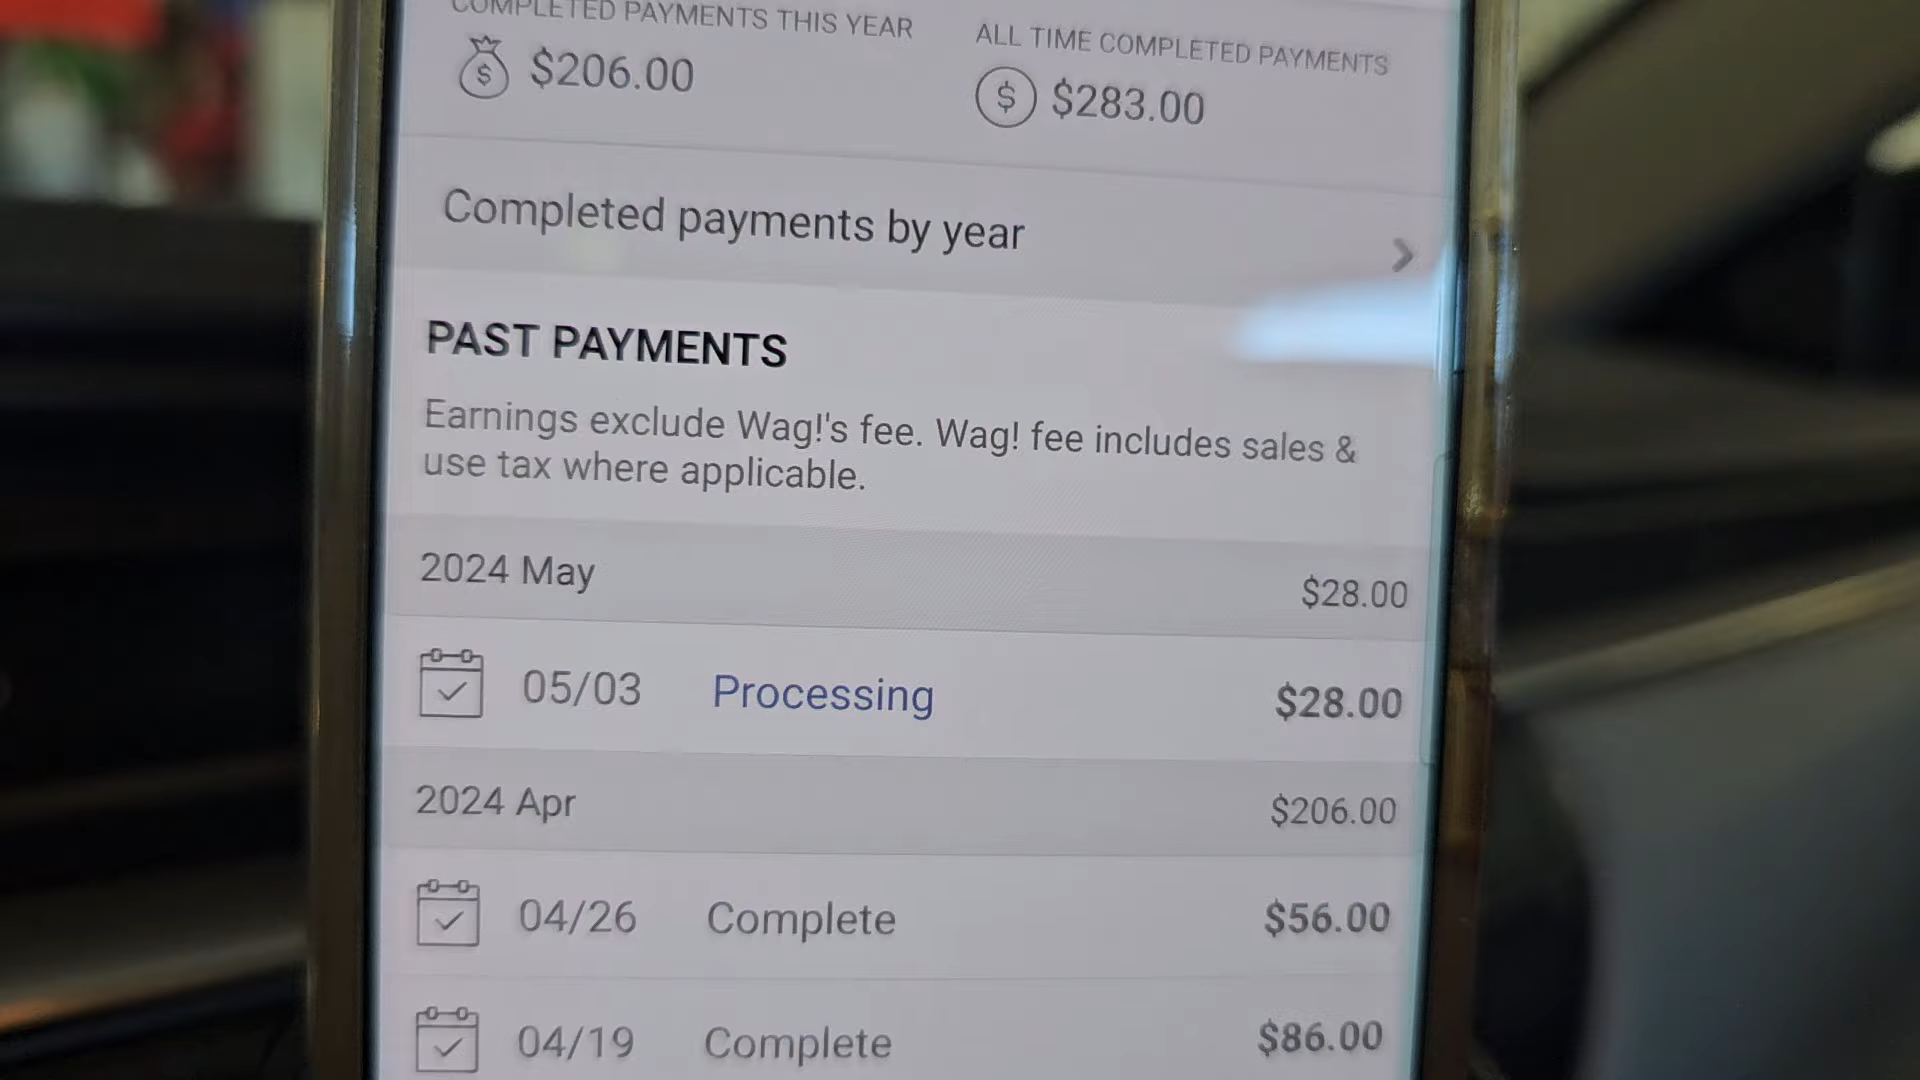 COMPLETED PAYMENTS THIS YEAR
$206.00
ALL TIME COMPLETED PAYMENTS
$ $283.00
Completed payments by year
PAST PAYMENTS
Earnings exclude Wag!'s fee. Wag! fee includes sales &
use tax where applicable.
2024 May $28.00
05/03 Processing $28.00
2024 Apr $206.00
04/26 Complete $56.00
04/19 Complete $86.00